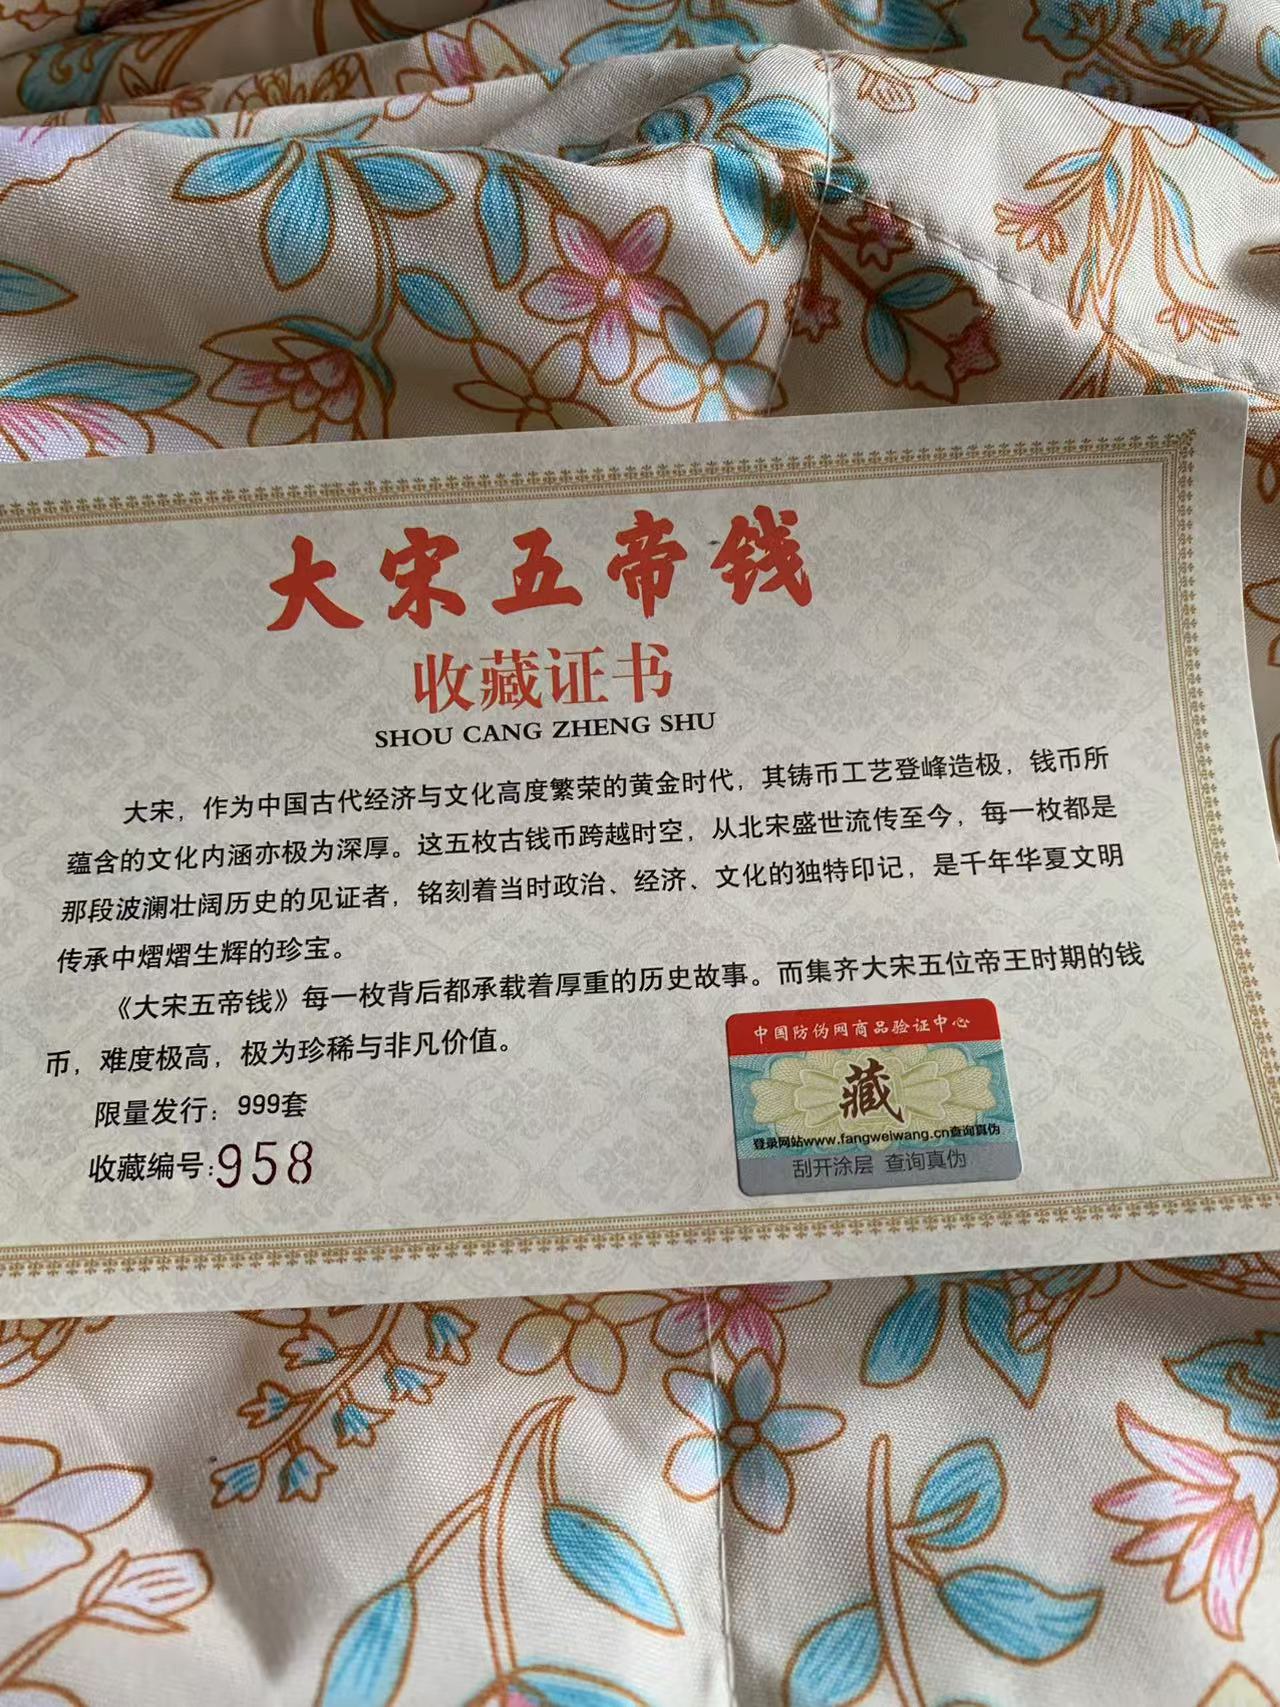 大宋五帝钱
收藏证书
SHOU CANG ZHENG SHU
大宋，作为中国古代经济与文化高度繁荣的黄金时代，其铸币工艺登峰造极，钱币所
蕴含的文化内涵亦极为深厚。这五枚古钱币跨越时空，从北宋盛世流传至今，每一枚都是
那段波澜壮阔历史的见证者，铭刻着当时政治、经济、文化的独特印记，是千年华夏文明
传承中熠熠生辉的珍宝。
《大宋五帝钱》每一枚背后都承载着厚重的历史故事。而集齐大宋五位帝王时期的钱
币，难度极高，极为珍稀与非凡价值。
限量发行：999套
收藏编号:958
中国防伪网商品验证中心
藏
登录网站www.fangweiwang.cn查询真伪
刮开涂层 查询真伪